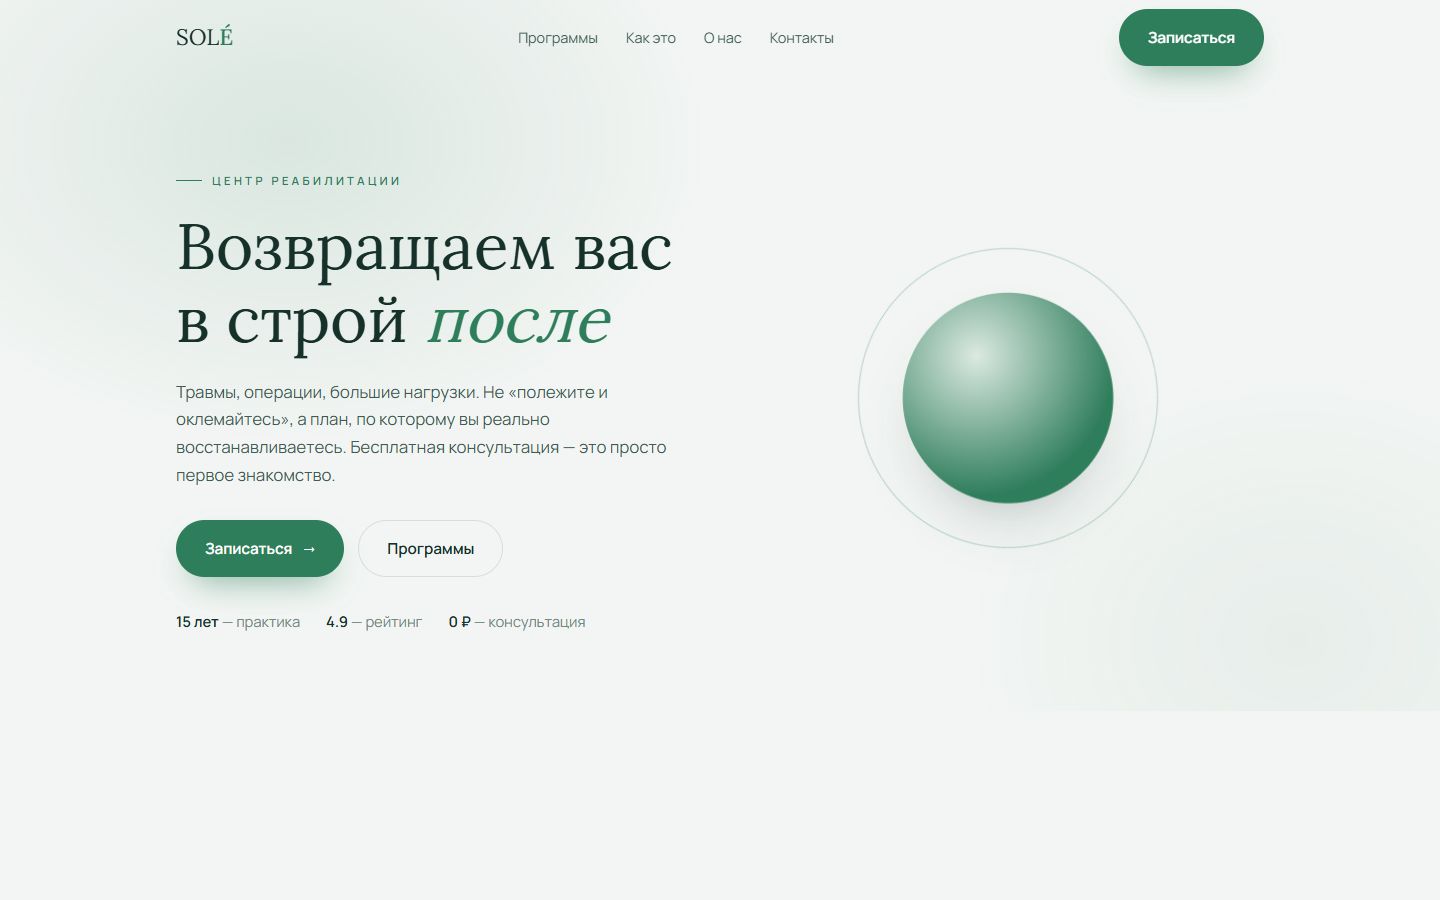 SOLÉ
Программы Как это О нас Контакты
Записаться
ЦЕНТР РЕАБИЛИТАЦИИ
Возвращаем вас
в строй после
Травмы, операции, большие нагрузки. Не «полежите и
оклемайтесь», а план, по которому вы реально
восстанавливаетесь. Бесплатная консультация — это просто
первое знакомство.
Записаться →
Программы
15 лет — практика 4.9 — рейтинг 0 ₽ — консультация